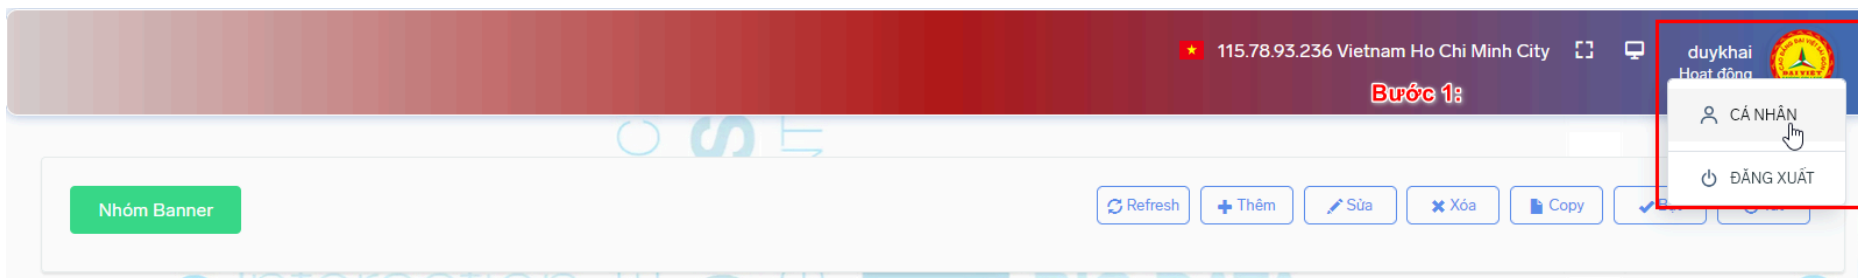 115.78.93.236 Vietnam Ho Chi Minh City
duykhai
Hoạt động
Bước 1:
CÁ NHÂN
ĐĂNG XUẤT
Nhóm Banner
Refresh
Thêm
Sửa
Xóa
Copy